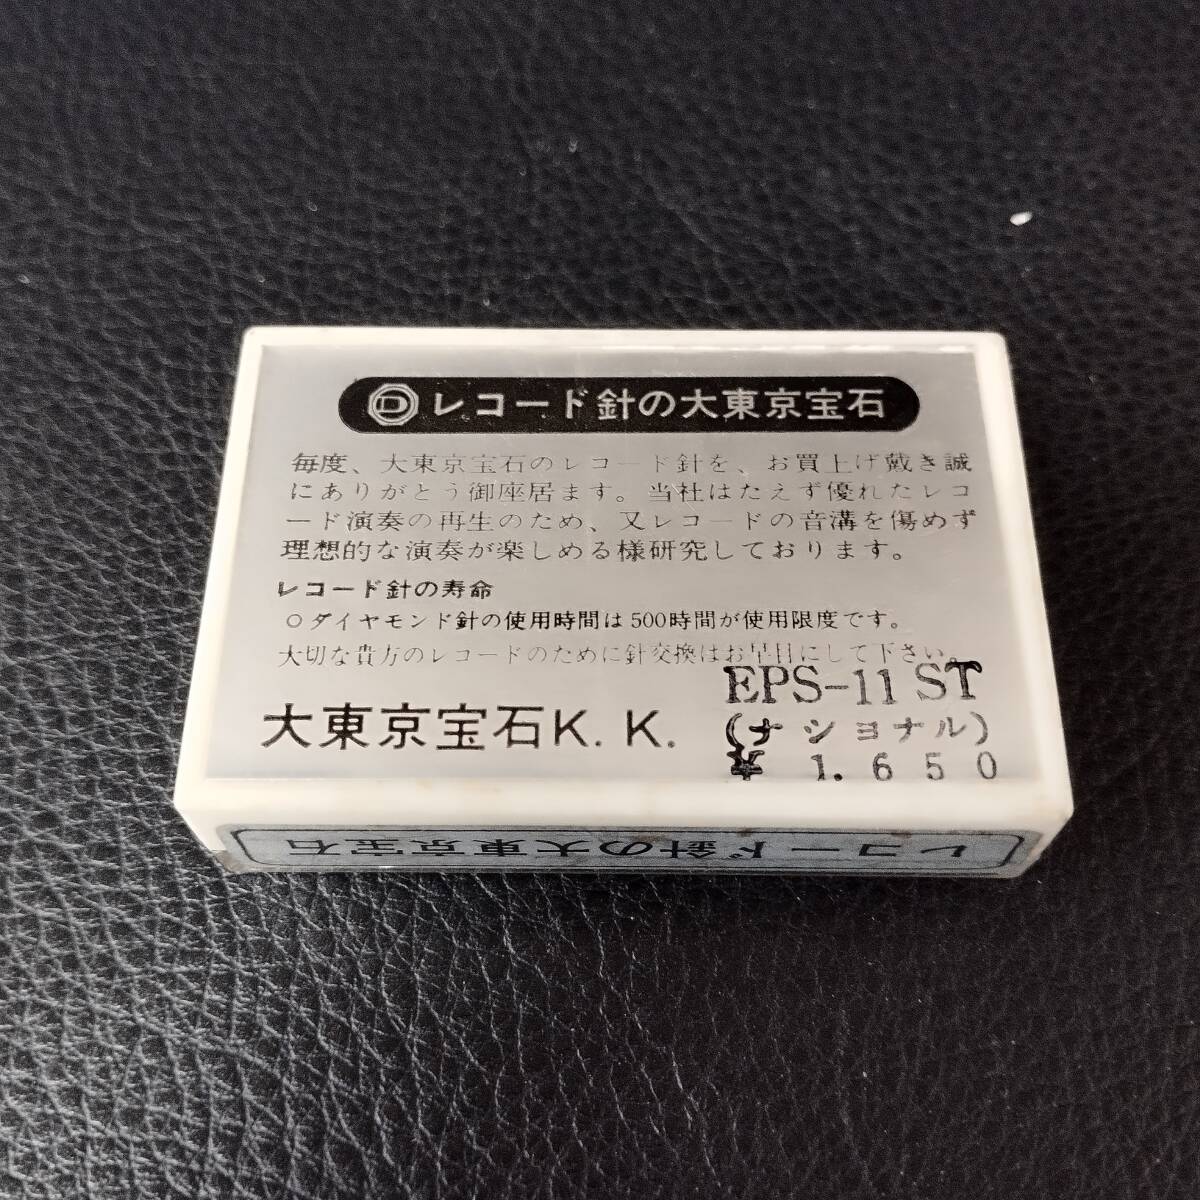 D レコード針の大東京宝石
毎度、大東京宝石のレコード針を、お買上げ戴き誠
にありがとう御座居ます。当社はたえず優れたレコ
ード演奏の再生のため、又レコードの音溝を傷めず
理想的な演奏が楽しめる様研究しております。
レコード針の寿命
○ダイヤモンド針の使用時間は500時間が使用限度です。
大切な貴方のレコードのために針交換はお早目にして下さい。
EPS-11 ST
大東京宝石K. K.
(ナショナル)
1.650
レコード針の大東京宝石